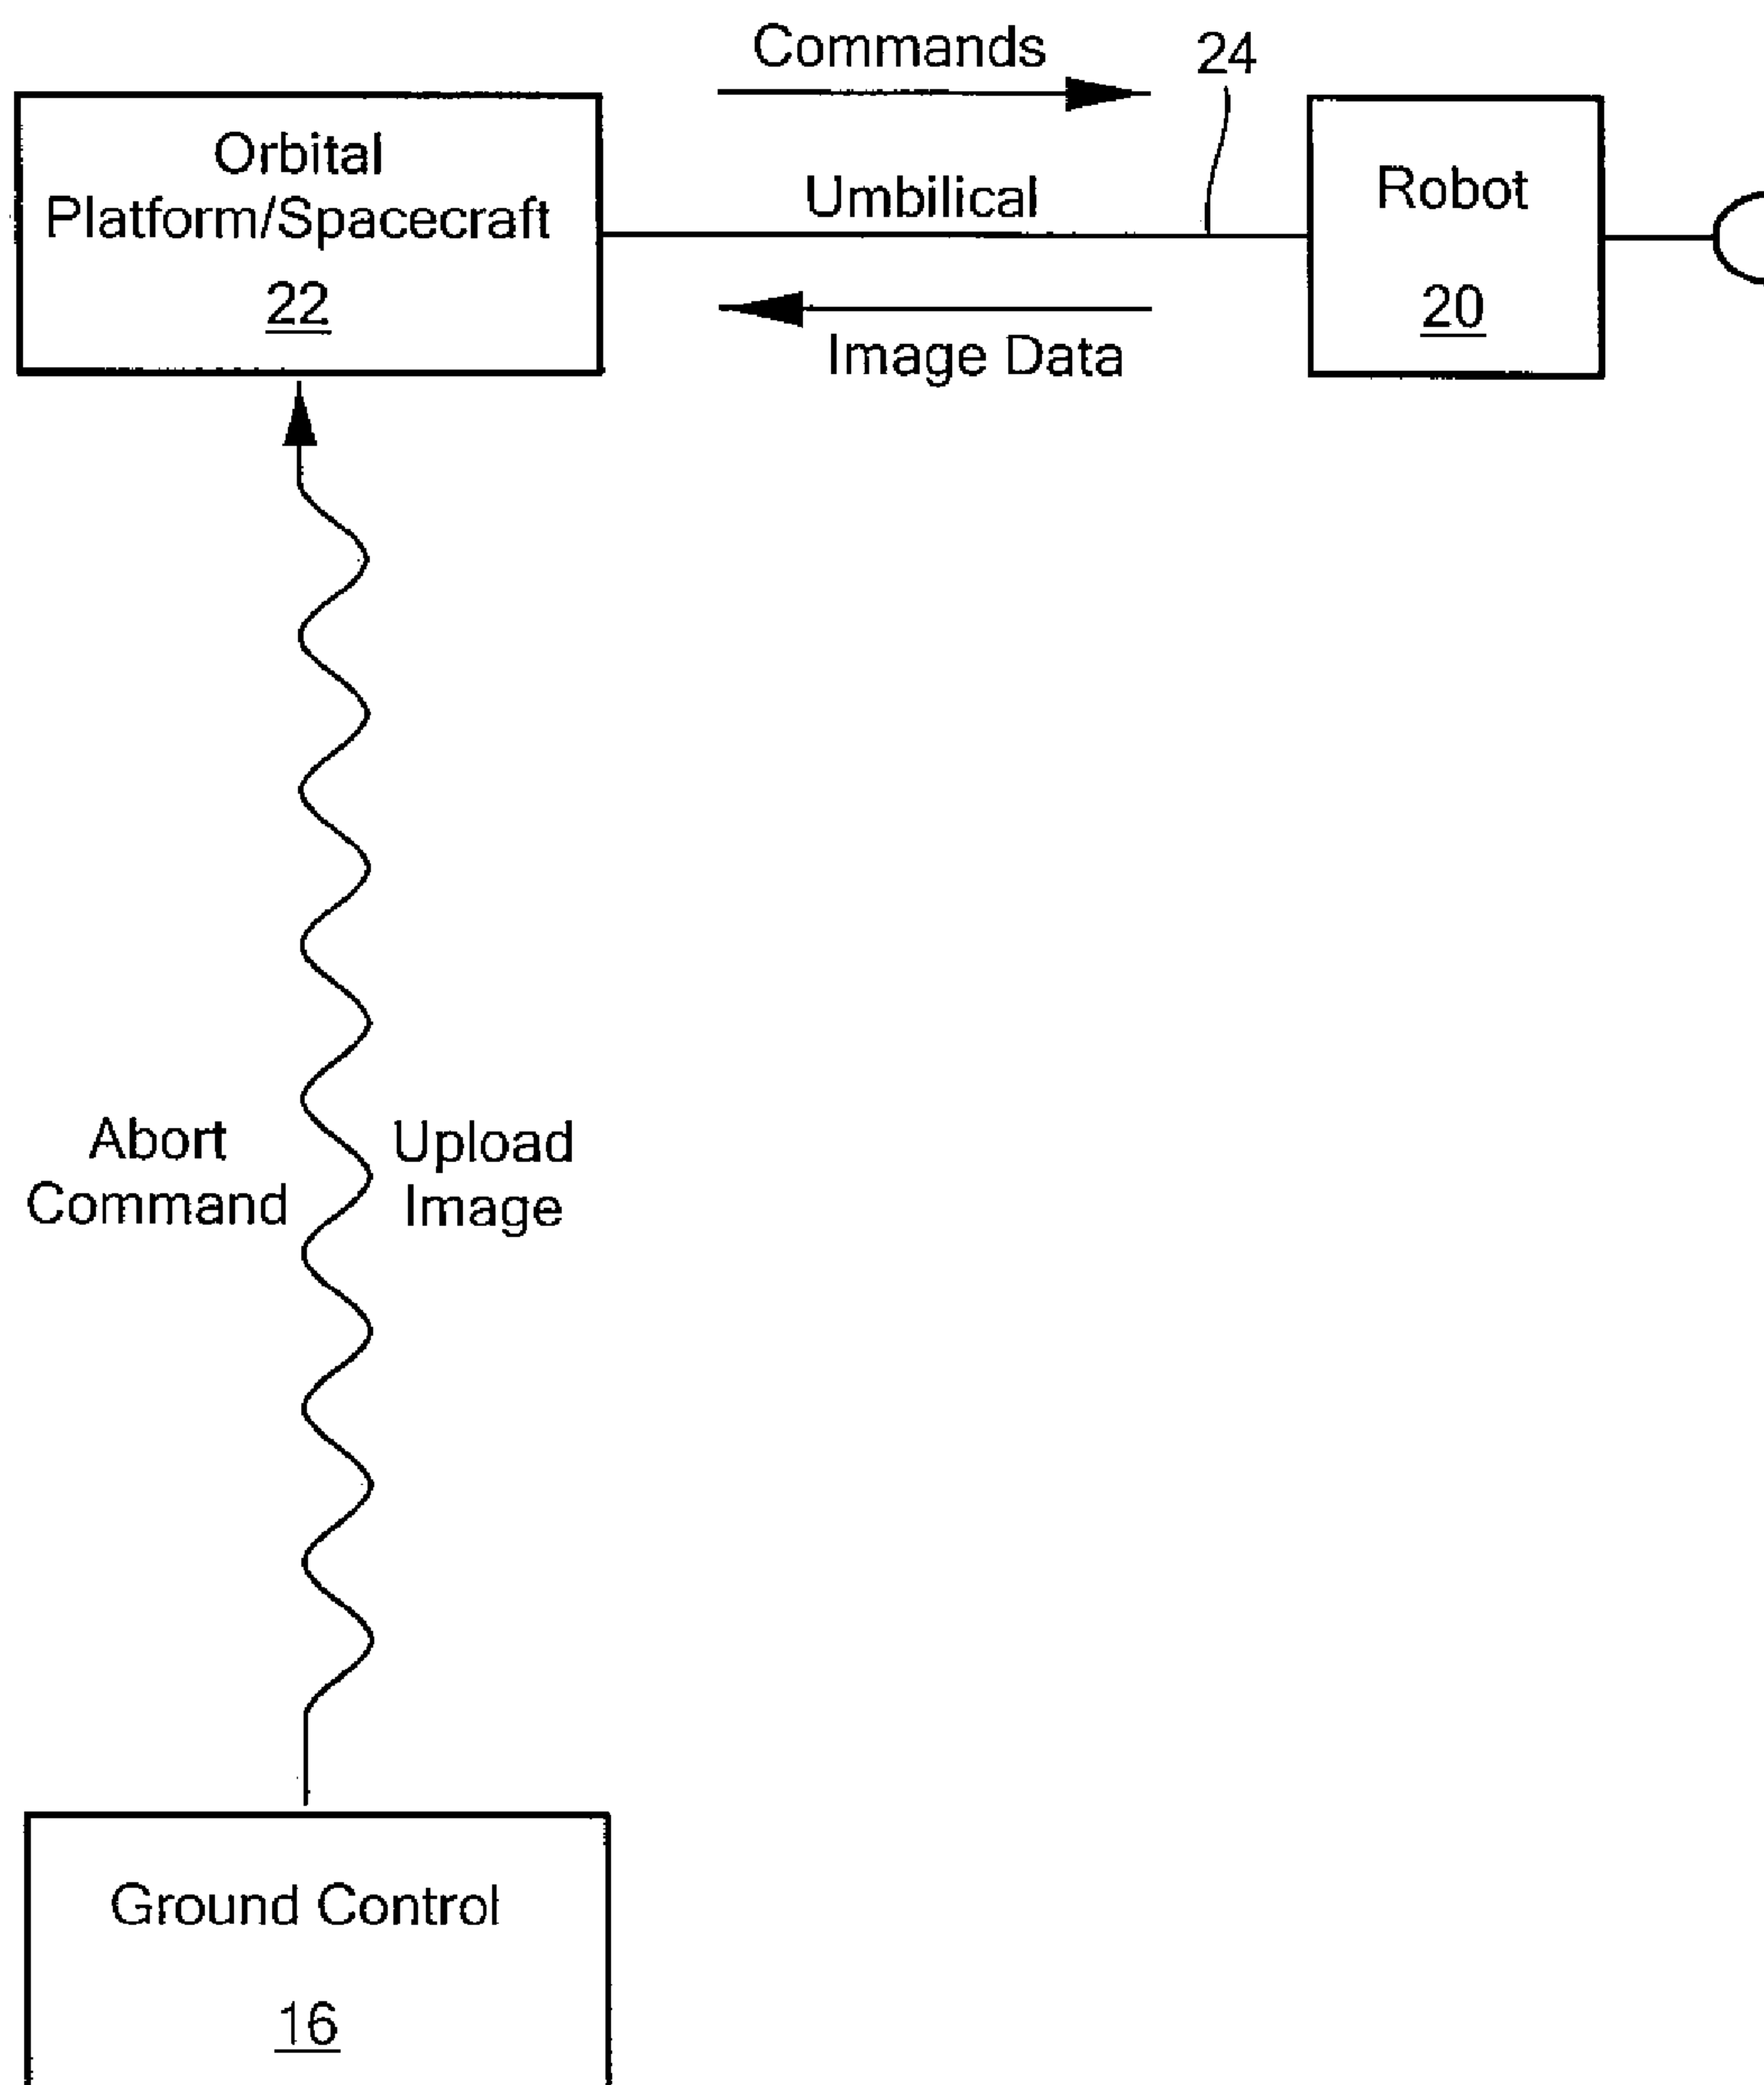 Commands
24
Orbital
Platform/Spacecraft
22
Umbilical
Robot
20
Image Data
Abort
Command
Upload
Image
Ground Control
16